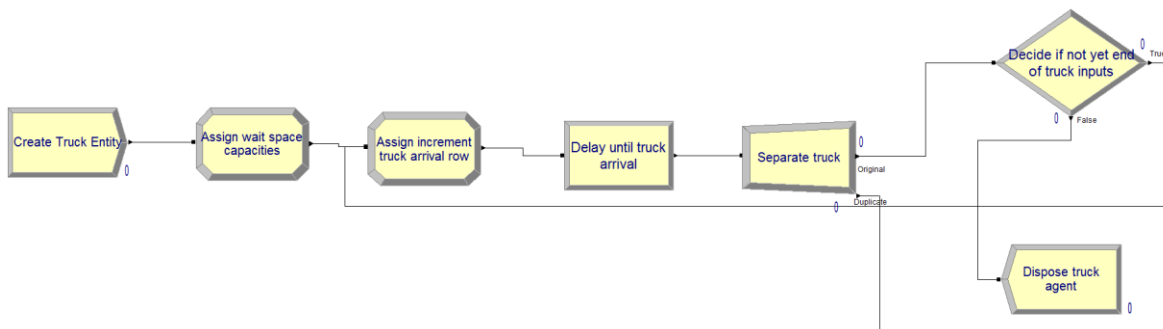 Create Truck Entity
0
Assign wait space
capacities
Assign increment
truck arrival row
Delay until truck
arrival
Separate truck
0
Original
0
Duplicate
Decide if not yet end
of truck inputs
0
True
0
False
Dispose truck
agent
0